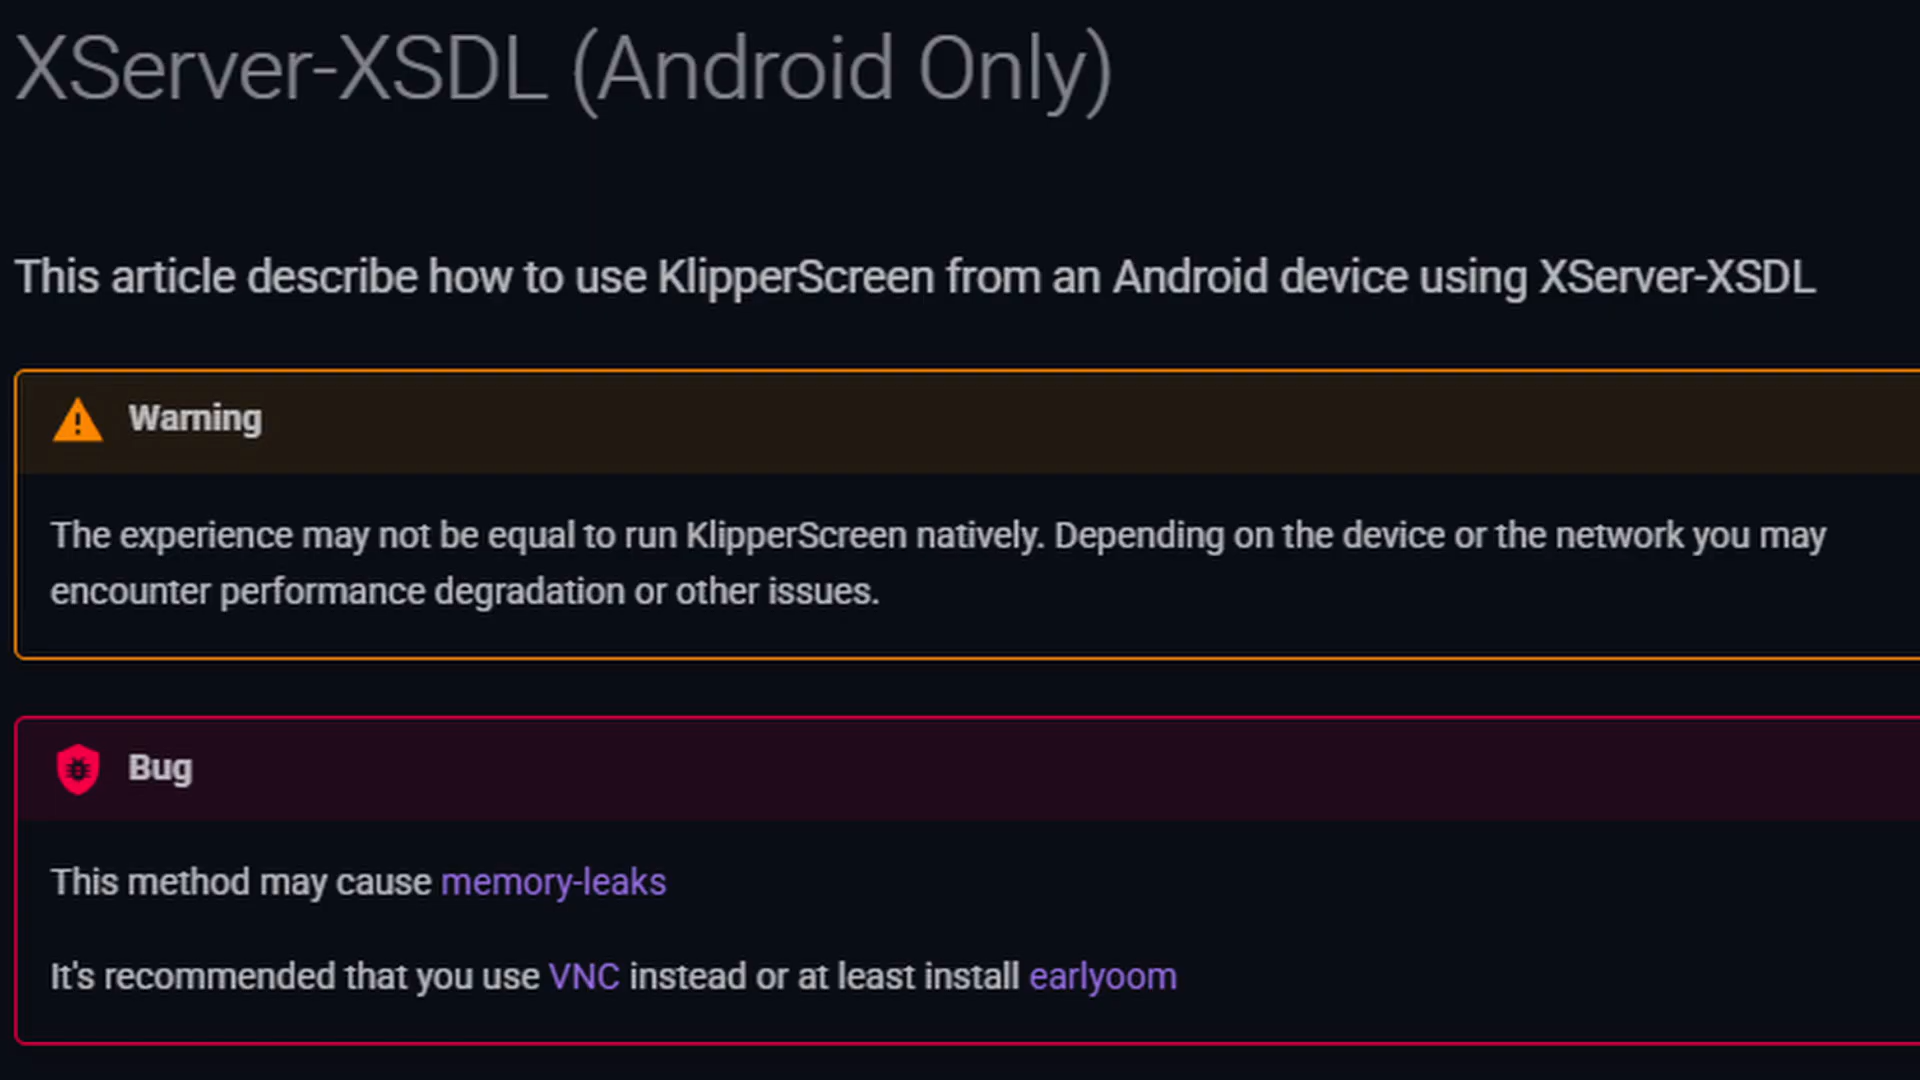 XServer-XSDL (Android Only)
This article describe how to use KlipperScreen from an Android device using XServer-XSDL
Warning
The experience may not be equal to run KlipperScreen natively. Depending on the device or the network you may
encounter performance degradation or other issues.
Bug
This method may cause memory-leaks
It's recommended that you use VNC instead or at least install earlyoom